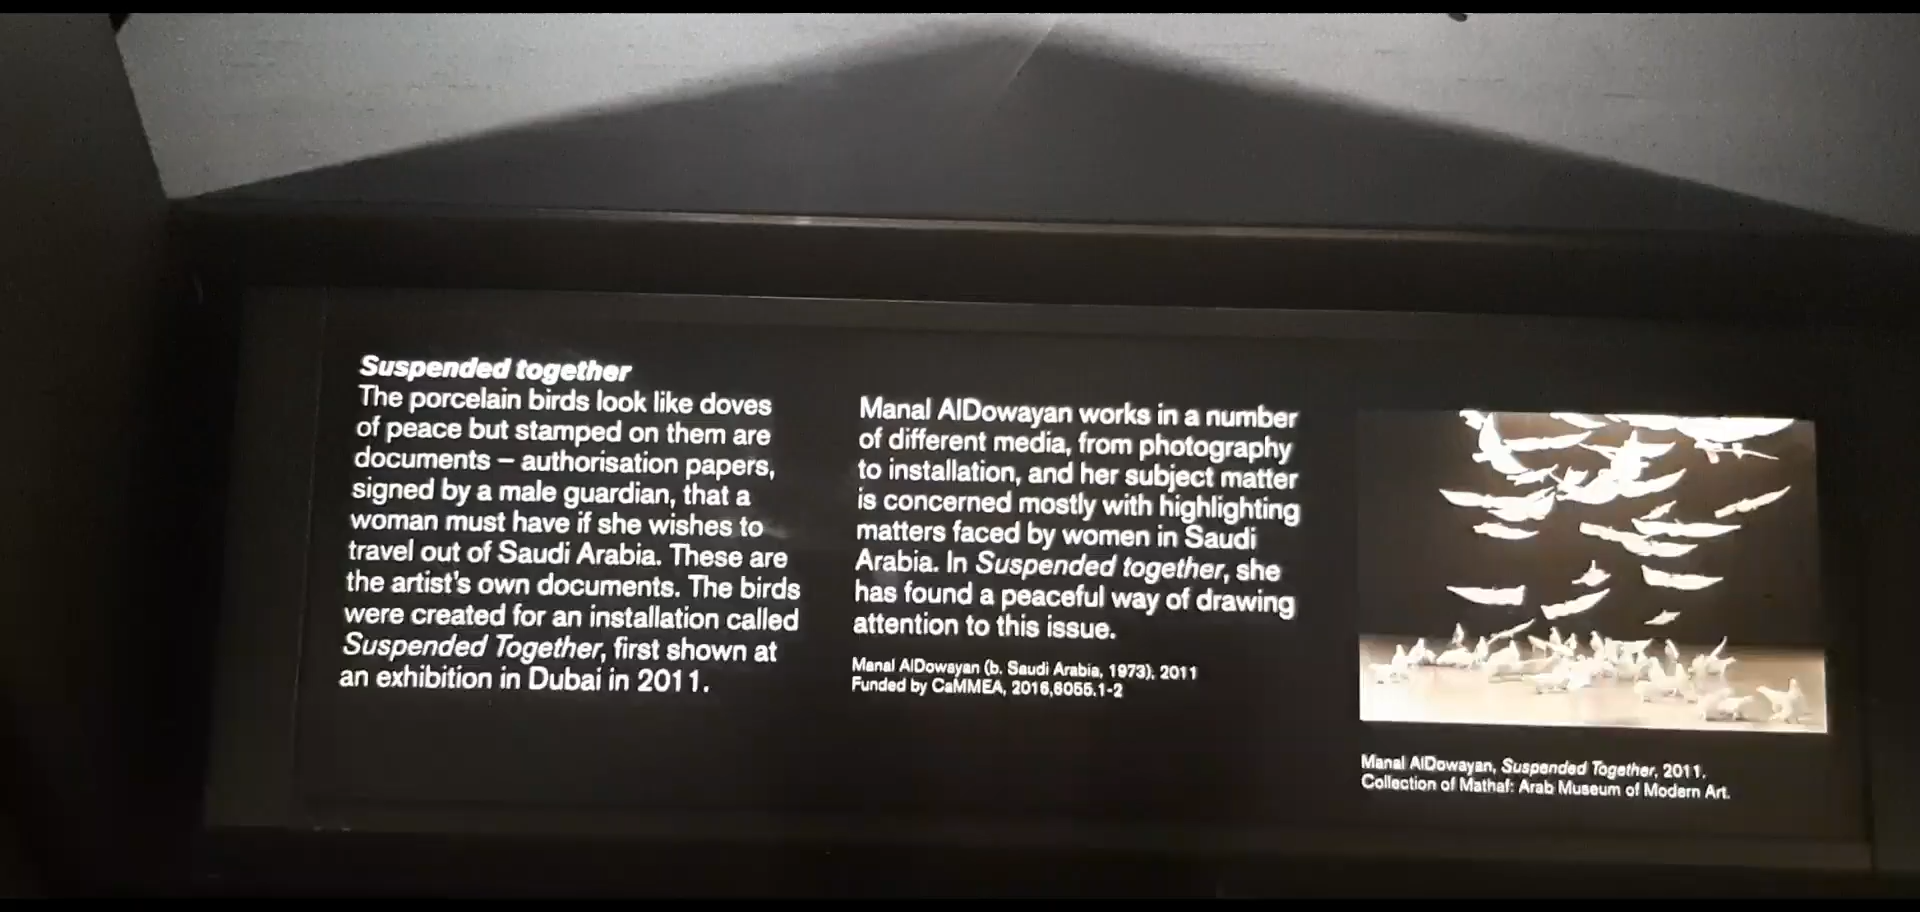 Suspended together
The porcelain birds look like doves
of peace but stamped on them are
documents – authorisation papers,
signed by a male guardian, that a
woman must have if she wishes to
travel out of Saudi Arabia. These are
the artist's own documents. The birds
were created for an installation called
Suspended Together, first shown at
an exhibition in Dubai in 2011.
Manal AlDowayan works in a number
of different media, from photography
to installation, and her subject matter
is concerned mostly with highlighting
matters faced by women in Saudi
Arabia. In Suspended together, she
has found a peaceful way of drawing
attention to this issue.
Manal AlDowayan (b. Saudi Arabia, 1973), 2011
Funded by CaMMEA, 2016,6055.1-2
Manal AlDowayan, Suspended Together, 2011.
Collection of Mathaf: Arab Museum of Modern Art.